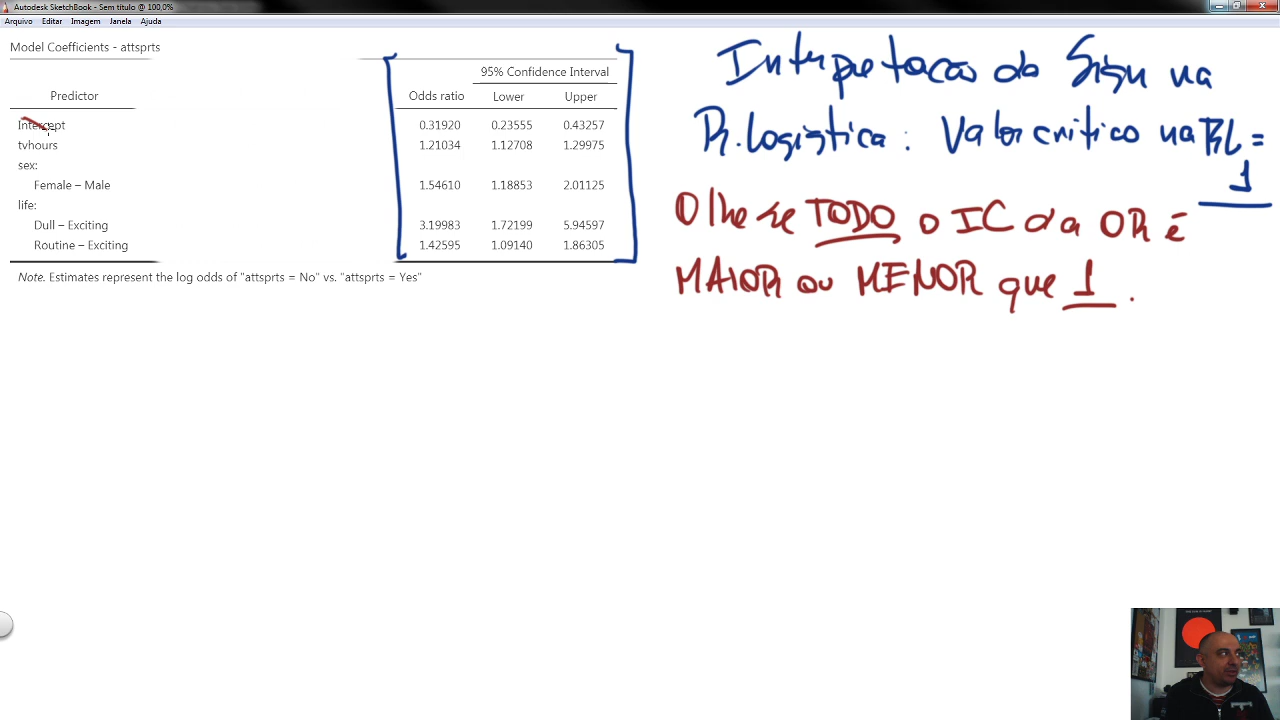 Autodesk SketchBook - Sem título @ 100,0%
Arquivo Editar Imagem Janela Ajuda
Model Coefficients - attsprts
95% Confidence Interval
Predictor Odds ratio Lower Upper
Intercept 0.31920 0.23555 0.43257
tvhours 1.21034 1.12708 1.29975
sex:
Female – Male 1.54610 1.18853 2.01125
life:
Dull – Exciting 3.19983 1.72199 5.94597
Routine – Exciting 1.42595 1.09140 1.86305
Note. Estimates represent the log odds of "attsprts = No" vs. "attsprts = Yes"
Interpretação do Sign na
R. Logística: Valor crítico na RL =
1
Olhe se TODO o IC da OR é
MAIOR ou MENOR que 1.